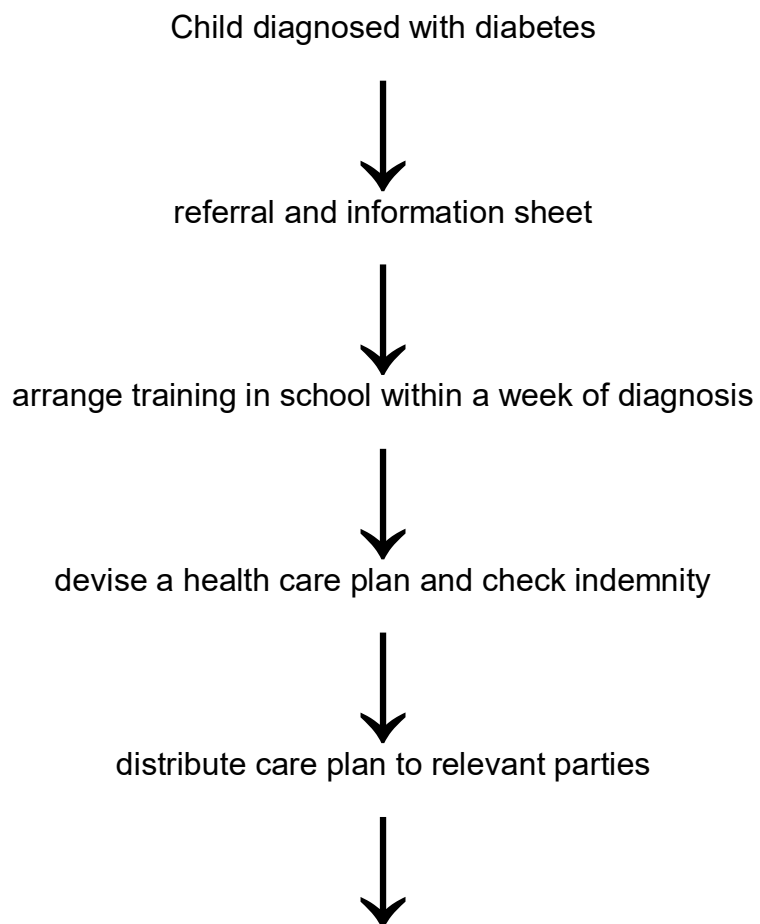 Child diagnosed with diabetes
referral and information sheet
arrange training in school within a week of diagnosis
devise a health care plan and check indemnity
distribute care plan to relevant parties